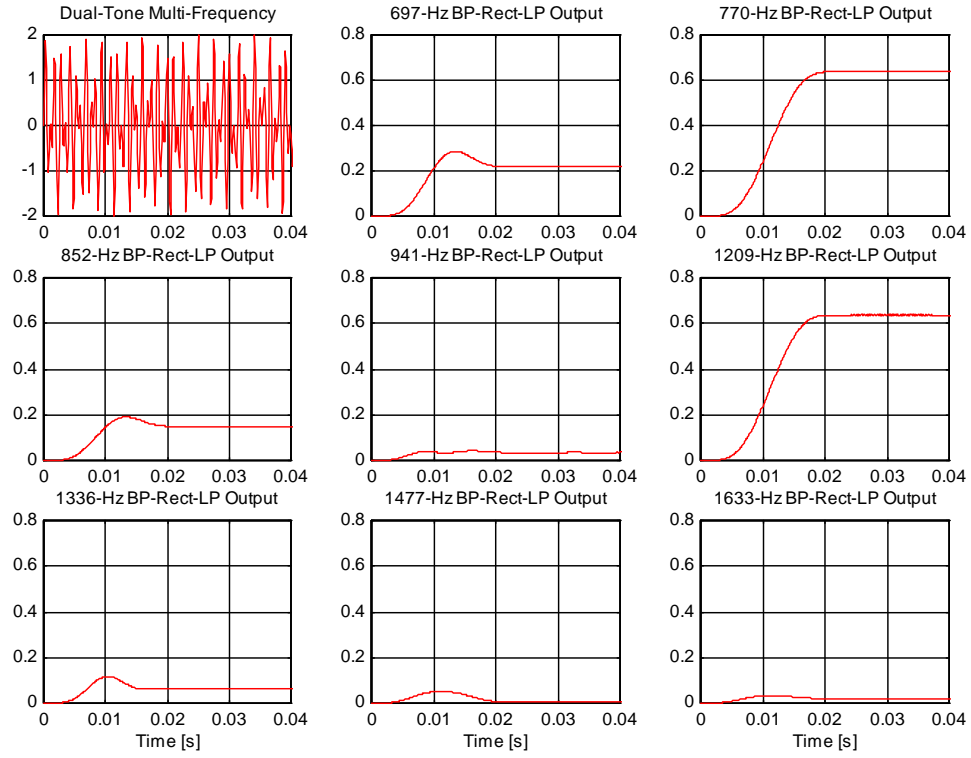 Dual-Tone Multi-Frequency
2
1
0
-1
-2
0 0.01 0.02 0.03 0.04
697-Hz BP-Rect-LP Output
0.8
0.6
0.4
0.2
0
0 0.01 0.02 0.03 0.04
770-Hz BP-Rect-LP Output
0.8
0.6
0.4
0.2
0
0 0.01 0.02 0.03 0.04
852-Hz BP-Rect-LP Output
0.8
0.6
0.4
0.2
0
0 0.01 0.02 0.03 0.04
941-Hz BP-Rect-LP Output
0.8
0.6
0.4
0.2
0
0 0.01 0.02 0.03 0.04
1209-Hz BP-Rect-LP Output
0.8
0.6
0.4
0.2
0
0 0.01 0.02 0.03 0.04
1336-Hz BP-Rect-LP Output
0.8
0.6
0.4
0.2
0
0 0.01 0.02 0.03 0.04
Time [s]
1477-Hz BP-Rect-LP Output
0.8
0.6
0.4
0.2
0
0 0.01 0.02 0.03 0.04
Time [s]
1633-Hz BP-Rect-LP Output
0.8
0.6
0.4
0.2
0
0 0.01 0.02 0.03 0.04
Time [s]